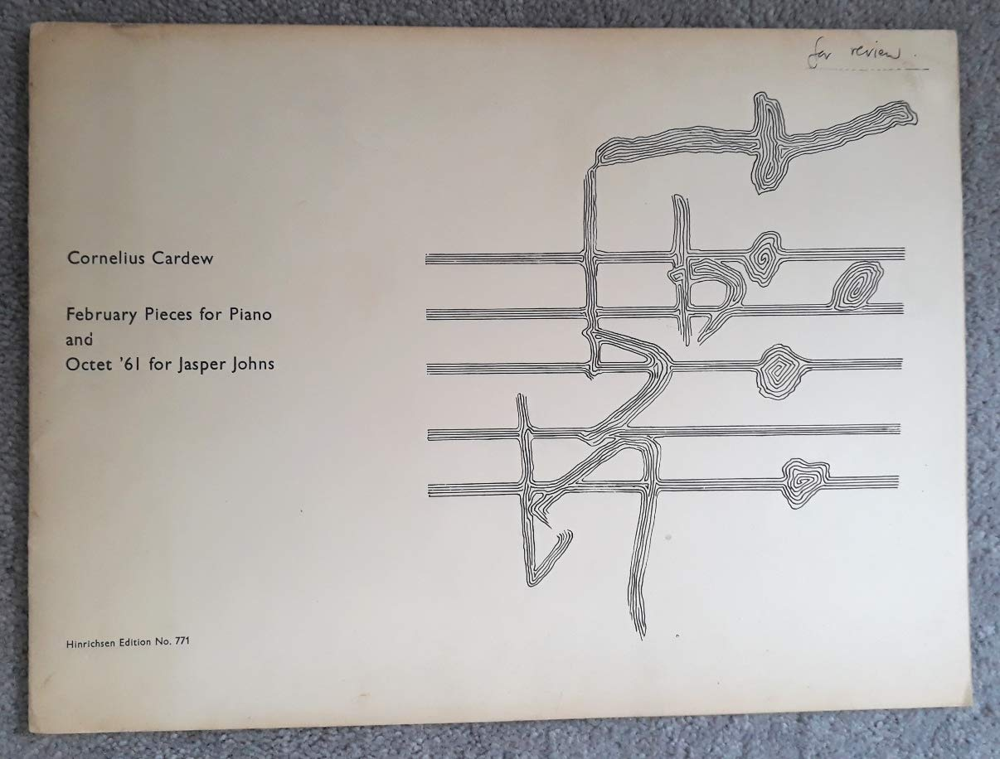 for review.
Cornelius Cardew
February Pieces for Piano
and
Octet '61 for Jasper Johns
Hinrichsen Edition No. 771